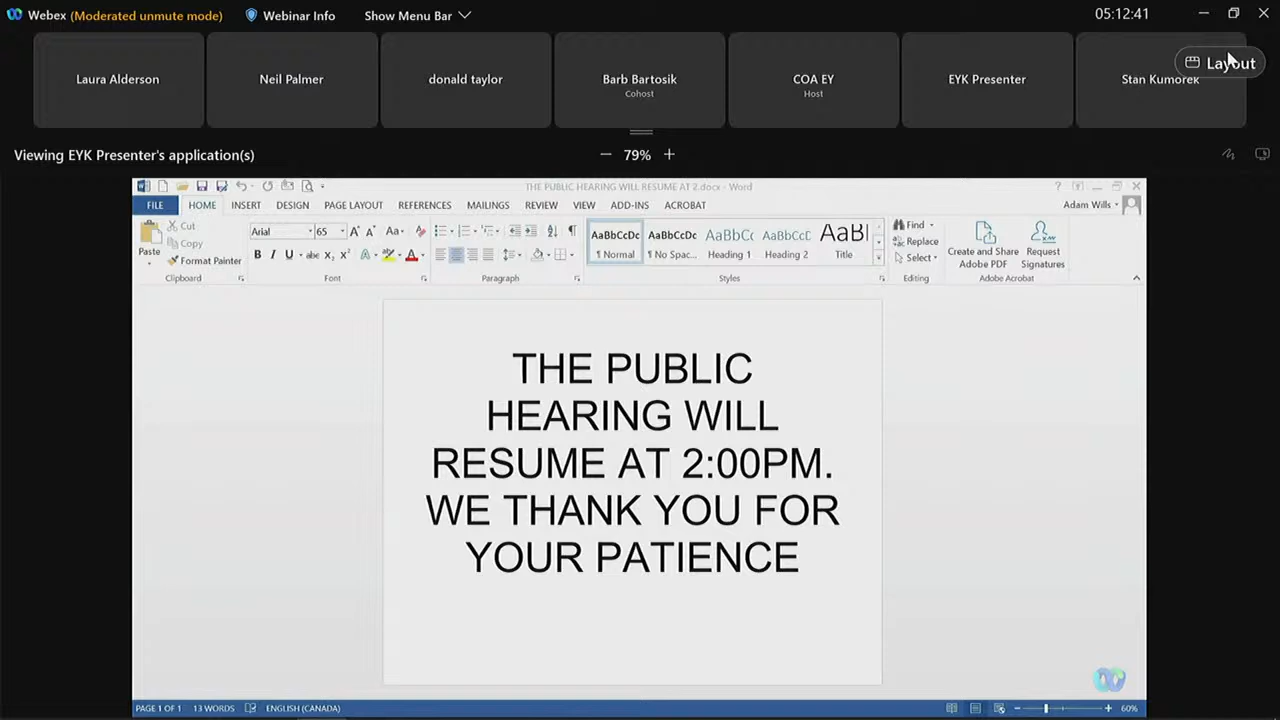 Webex (Moderated unmute mode) Webinar Info Show Menu Bar 05:12:41
Laura Alderson
Neil Palmer
donald taylor
Barb Bartosik
Cohost
COA EY
Host
EYK Presenter
Stan Kumorek
Layout
Viewing EYK Presenter's application(s) 79%
THE PUBLIC HEARING WILL RESUME AT 2.docx - Word
FILE HOME INSERT DESIGN PAGE LAYOUT REFERENCES MAILINGS REVIEW VIEW ADD-INS ACROBAT Adam Wills
Paste
Cut
Copy
Format Painter
Clipboard
Arial 65
Font
Paragraph
AaBbCcDc AaBbCcDc AaBbC AaBbCcD AaBl
¶ Normal ¶ No Spac... Heading 1 Heading 2 Title
Styles
Find
Replace
Select
Editing
Create and Share
Adobe PDF
Request
Signatures
Adobe Acrobat
THE PUBLIC
HEARING WILL
RESUME AT 2:00PM.
WE THANK YOU FOR
YOUR PATIENCE
PAGE 1 OF 1 13 WORDS ENGLISH (CANADA) 60%